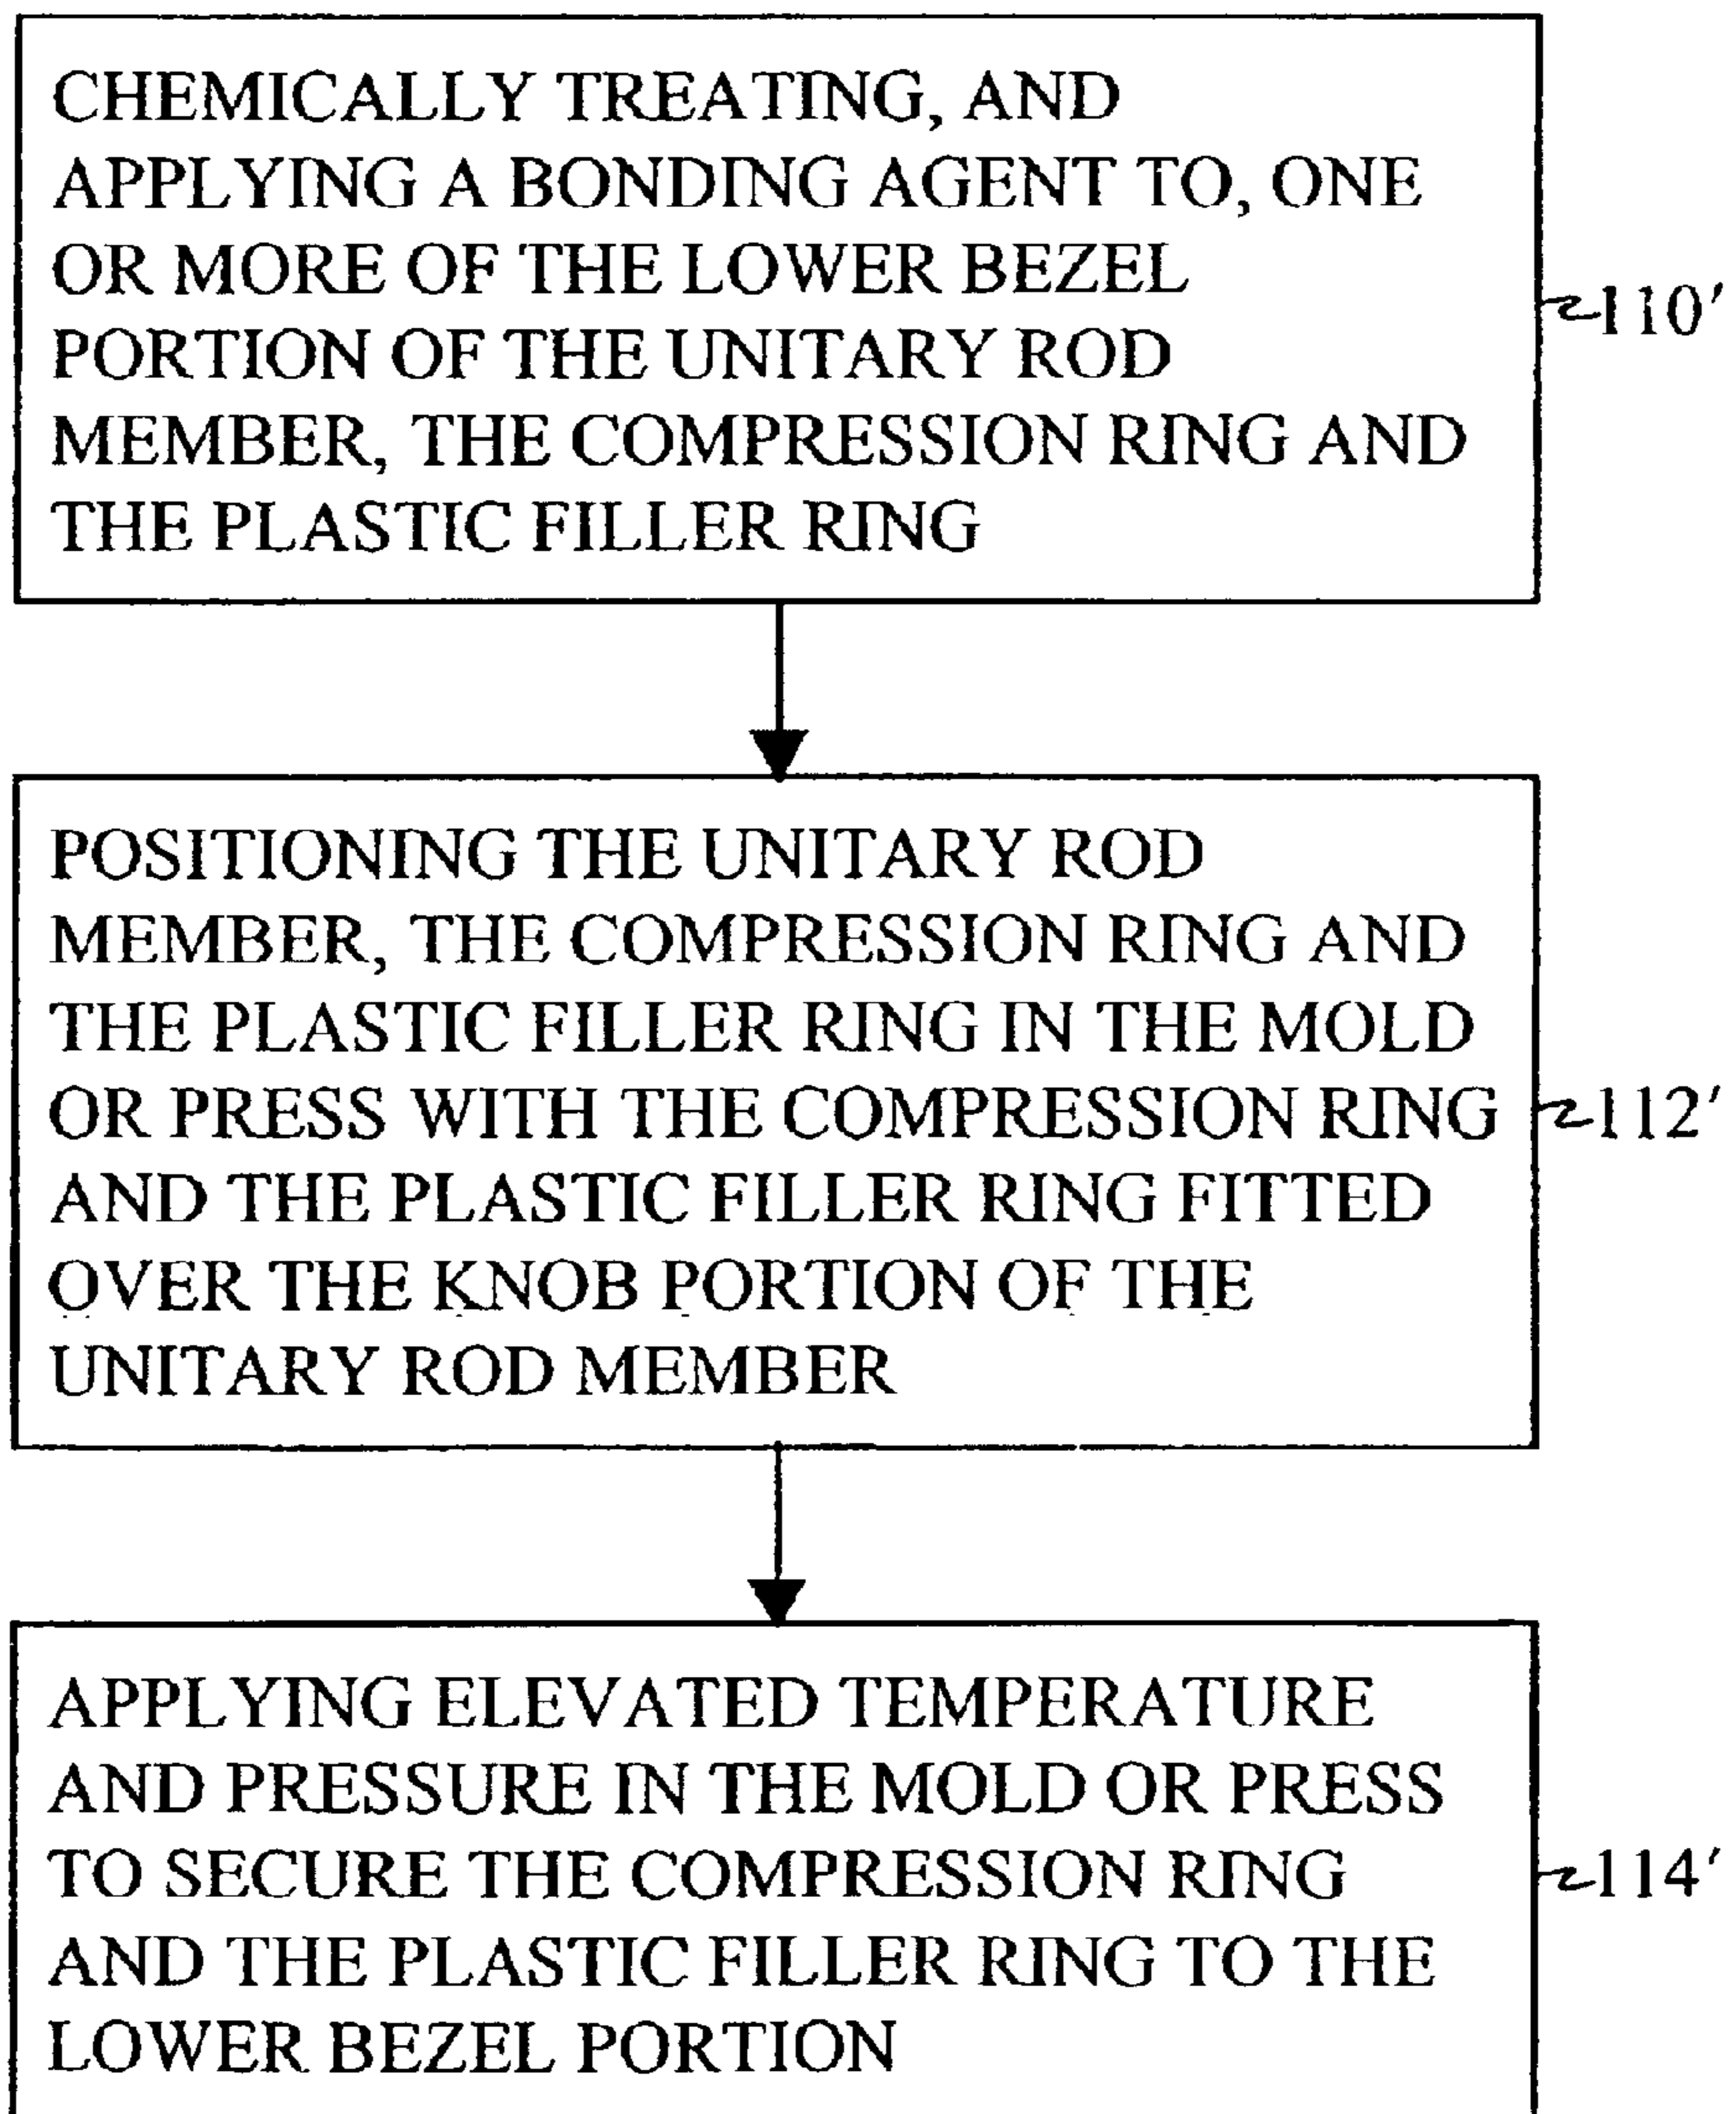 CHEMICALLY TREATING, AND
APPLYING A BONDING AGENT TO, ONE
OR MORE OF THE LOWER BEZEL
PORTION OF THE UNITARY ROD
MEMBER, THE COMPRESSION RING AND
THE PLASTIC FILLER RING
110'
POSITIONING THE UNITARY ROD
MEMBER, THE COMPRESSION RING AND
THE PLASTIC FILLER RING IN THE MOLD
OR PRESS WITH THE COMPRESSION RING
AND THE PLASTIC FILLER RING FITTED
OVER THE KNOB PORTION OF THE
UNITARY ROD MEMBER
112'
APPLYING ELEVATED TEMPERATURE
AND PRESSURE IN THE MOLD OR PRESS
TO SECURE THE COMPRESSION RING
AND THE PLASTIC FILLER RING TO THE
LOWER BEZEL PORTION
114'